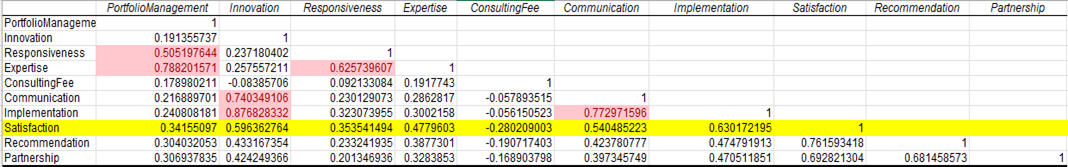 PortfolioManagement Innovation Responsiveness Expertise ConsultingFee Communication Implementation Satisfaction Recommendation Partnership
PortfolioManageme 1
Innovation 0.191355737 1
Responsiveness 0.505197644 0.237180402 1
Expertise 0.788201571 0.257557211 0.625739607 1
ConsultingFee 0.178980211 -0.08385706 0.092133084 0.1917743 1
Communication 0.216889701 0.740349106 0.230129073 0.2862817 -0.057893515 1
Implementation 0.240808181 0.876828332 0.323073955 0.3002158 -0.056150523 0.772971596 1
Satisfaction 0.34155097 0.596362764 0.353541494 0.4779603 -0.280209003 0.540485223 0.630172195 1
Recommendation 0.304032053 0.433167354 0.233241935 0.3877301 -0.190717403 0.423780777 0.474791913 0.761593418 1
Partnership 0.306937835 0.424249366 0.201346936 0.3283853 -0.168903798 0.397345749 0.470511851 0.692821304 0.681458573 1